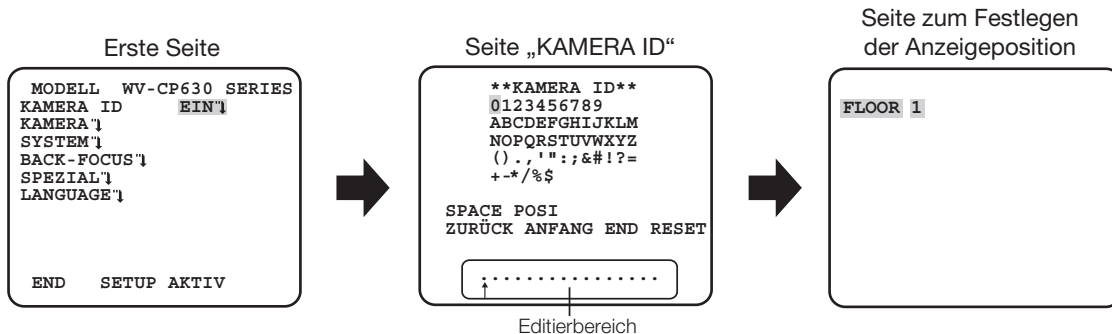 Erste Seite
MODELL WV-CP630 SERIES
KAMERA ID EIN
KAMERA
SYSTEM
BACK-FOCUS
SPEZIAL
LANGUAGE
END SETUP AKTIV
Seite „KAMERA ID“
**KAMERA ID**
0123456789
ABCDEFGHIJKLM
NOPQRSTUVWXYZ
().,'":;&#!?=
+-*/%$
SPACE POSI
ZURÜCK ANFANG END RESET
................
Editierbereich
Seite zum Festlegen
der Anzeigeposition
FLOOR 1